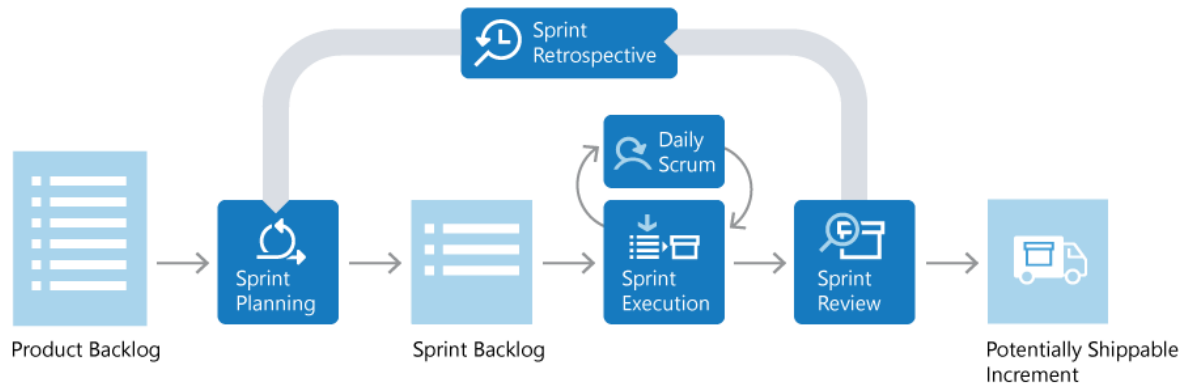 Sprint
Retrospective
Daily
Scrum
Sprint
Planning
Sprint
Execution
Sprint
Review
Product Backlog
Sprint Backlog
Potentially Shippable
Increment